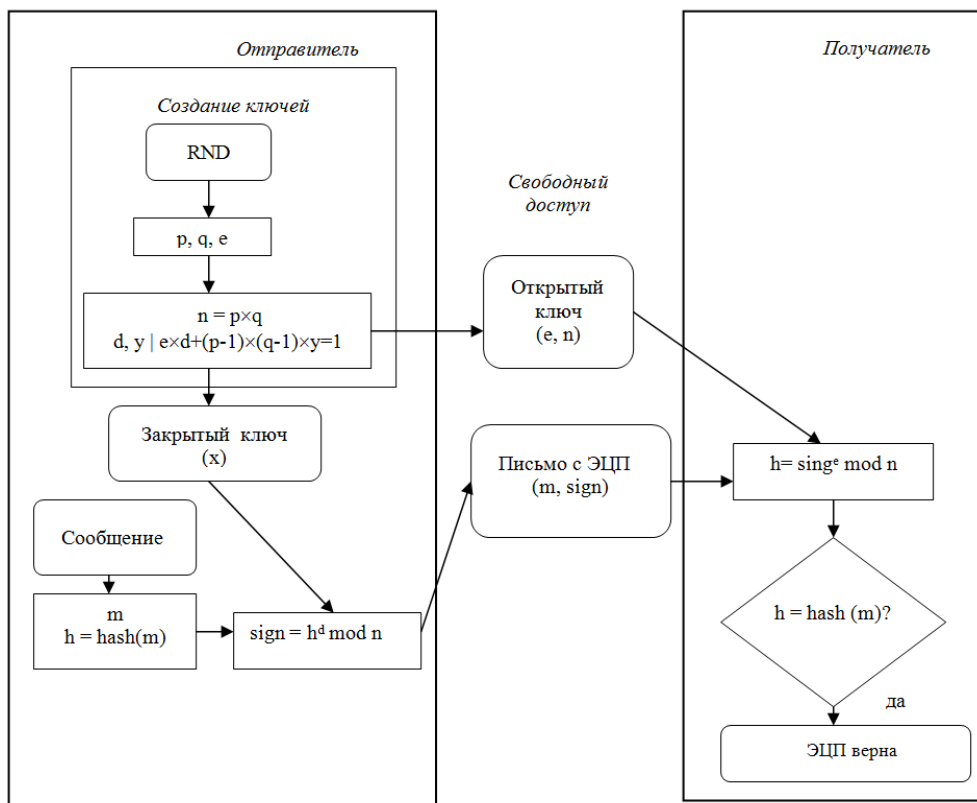 Отправитель
Создание ключей
RND
p, q, e
n = p×q
d, y | e×d+(p-1)×(q-1)×y=1
Закрытый ключ
(x)
Сообщение
m
h = hash(m)
sign = hᵈ mod n
Свободный
доступ
Открытый
ключ
(e, n)
Письмо с ЭЦП
(m, sign)
Получатель
h= singᵉ mod n
h = hash (m)?
да
ЭЦП верна